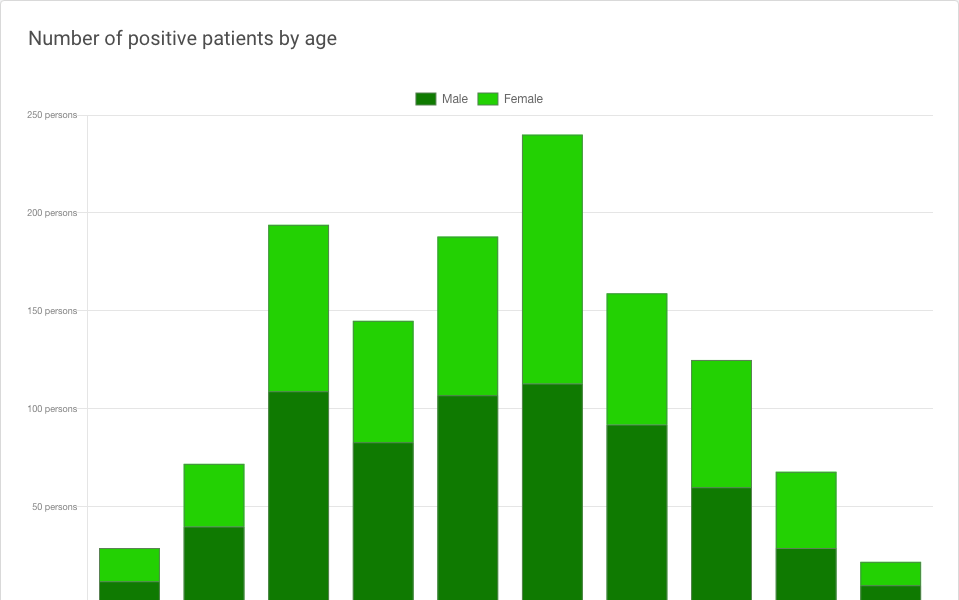 Number of positive patients by age
Male Female
250 persons
200 persons
150 persons
100 persons
50 persons